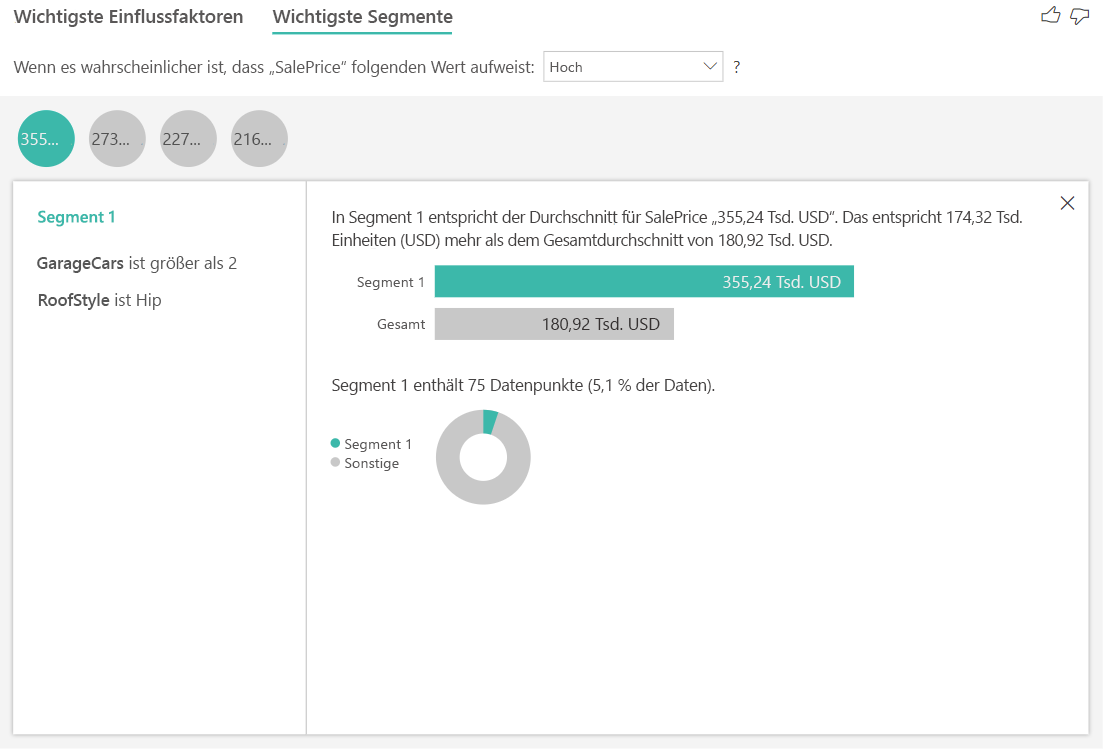 Wichtigste Einflussfaktoren Wichtigste Segmente
Wenn es wahrscheinlicher ist, dass „SalePrice“ folgenden Wert aufweist: Hoch ?
355... 273... 227... 216...
Segment 1
GarageCars ist größer als 2
RoofStyle ist Hip
In Segment 1 entspricht der Durchschnitt für SalePrice „355,24 Tsd. USD“. Das entspricht 174,32 Tsd.
Einheiten (USD) mehr als dem Gesamtdurchschnitt von 180,92 Tsd. USD.
Segment 1 355,24 Tsd. USD
Gesamt 180,92 Tsd. USD
Segment 1 enthält 75 Datenpunkte (5,1 % der Daten).
Segment 1
Sonstige